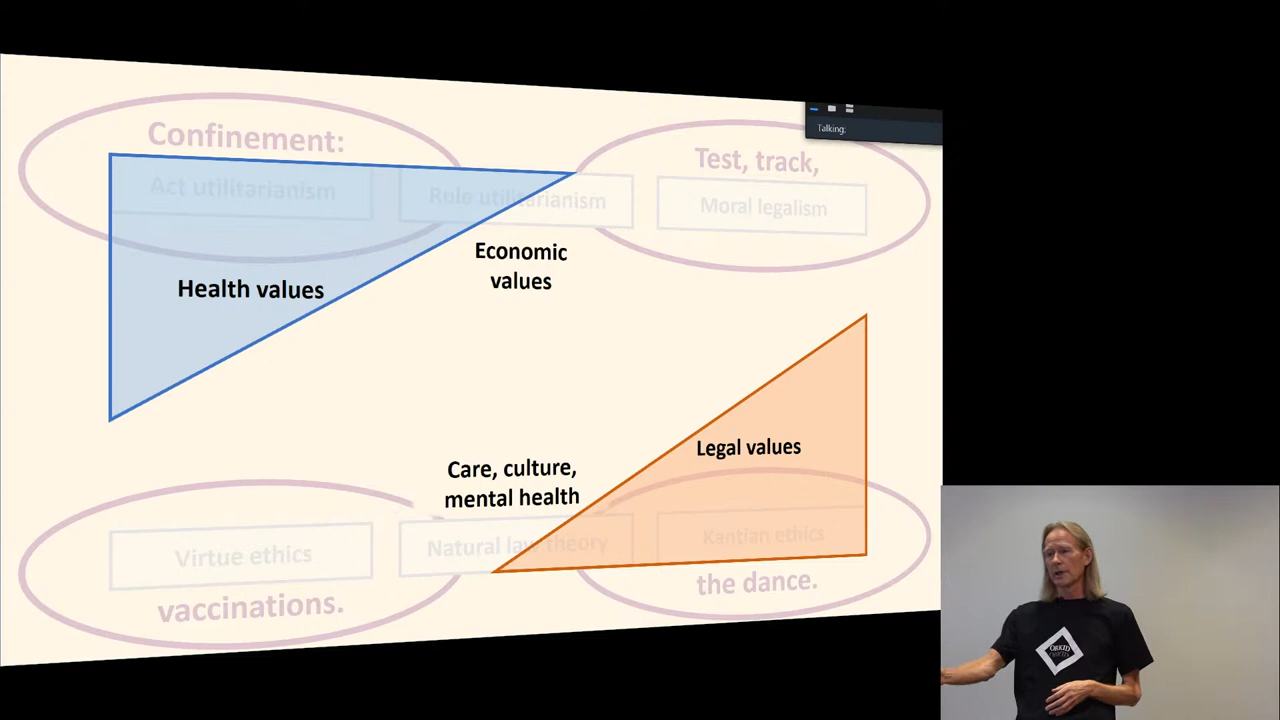 Confinement:
Act utilitarianism
Rule utilitarianism
Test, track,
Moral legalism
Talking:
Economic
values
Health values
Legal values
Care, culture,
mental health
Virtue ethics
Natural law theory
Kantian ethics
vaccinations.
the dance.